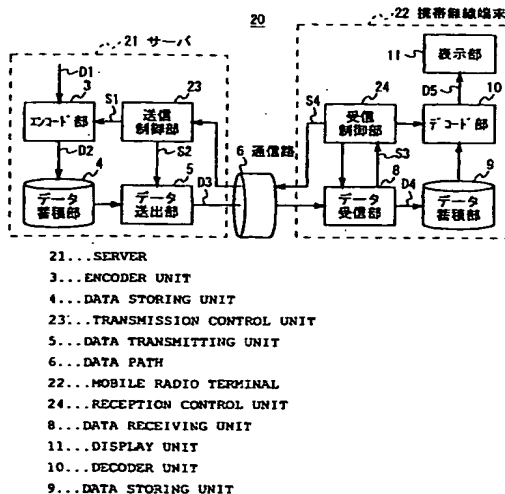 20
21 サーバ
22 携帯無線端末
D1
3
エンコード部
S1
23
送信制御部
D2
S2
4
データ蓄積部
5
データ送出部
D3
6 通信路
S4
24
受信制御部
S3
8
データ受信部
D4
11
表示部
D5
10
デコード部
9
データ蓄積部
21...SERVER
3...ENCODER UNIT
4...DATA STORING UNIT
23...TRANSMISSION CONTROL UNIT
5...DATA TRANSMITTING UNIT
6...DATA PATH
22...MOBILE RADIO TERMINAL
24...RECEPTION CONTROL UNIT
8...DATA RECEIVING UNIT
11...DISPLAY UNIT
10...DECODER UNIT
9...DATA STORING UNIT